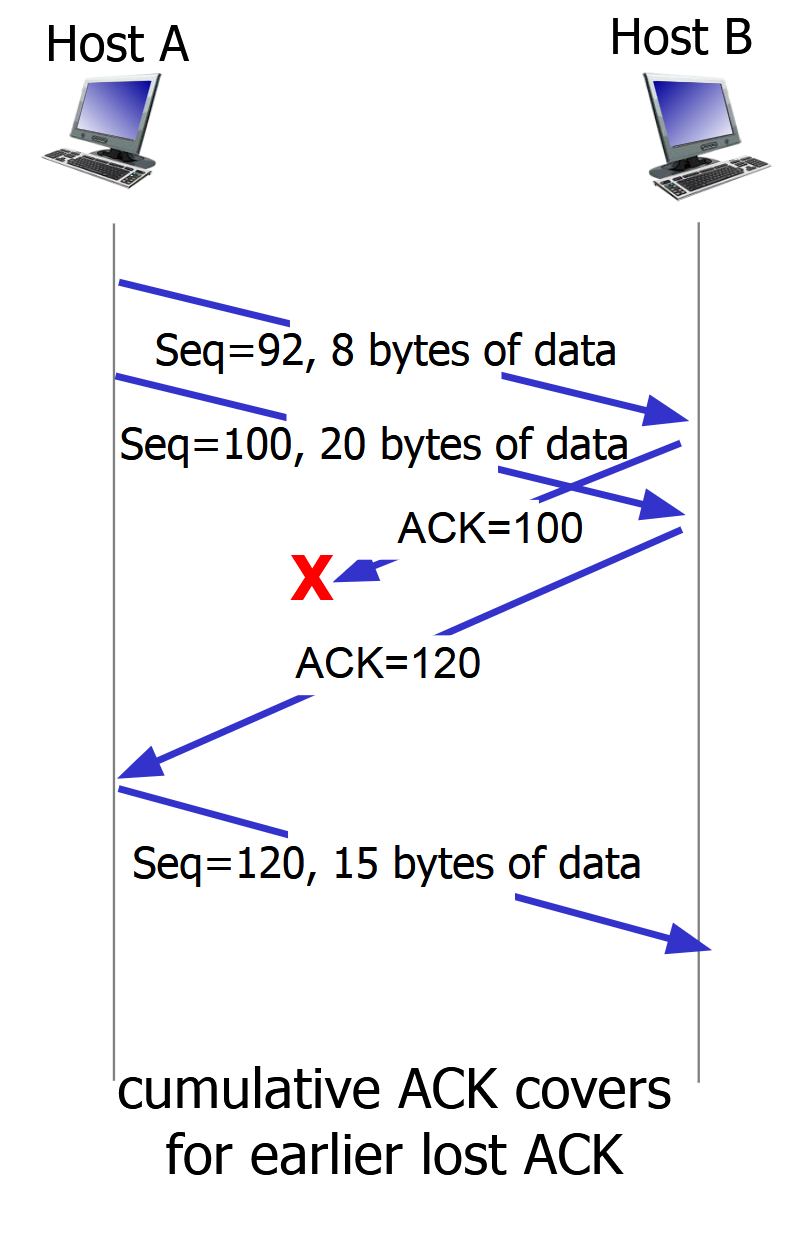 Host A
Host B
Seq=92, 8 bytes of data
Seq=100, 20 bytes of data
ACK=100
X
ACK=120
Seq=120, 15 bytes of data
cumulative ACK covers
for earlier lost ACK